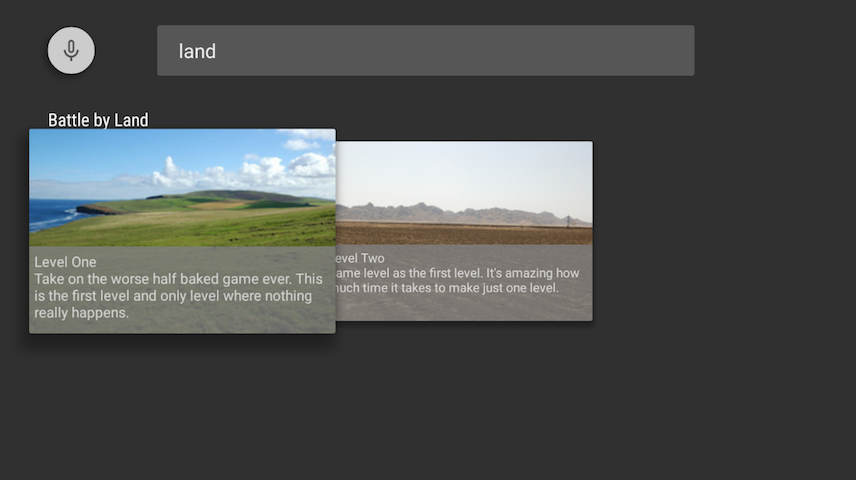 land
Battle by Land
Level One
Take on the worse half baked game ever. This
is the first level and only level where nothing
really happens.
evel Two
ame level as the first level. It's amazing how
uch time it takes to make just one level.